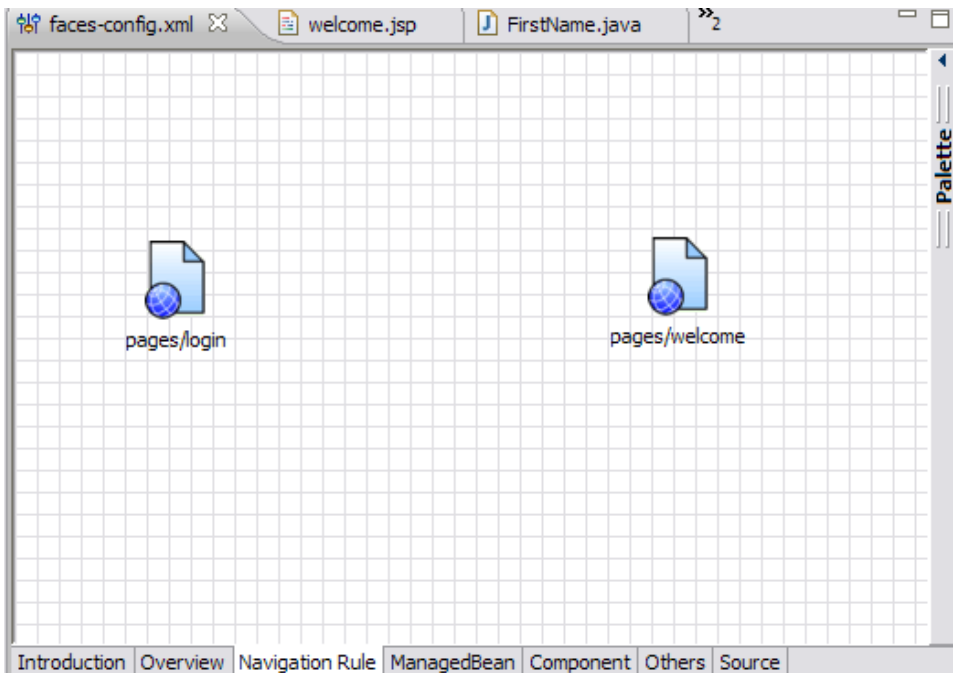 faces-config.xml welcome.jsp FirstName.java »2
Palette
pages/login pages/welcome
Introduction Overview Navigation Rule ManagedBean Component Others Source